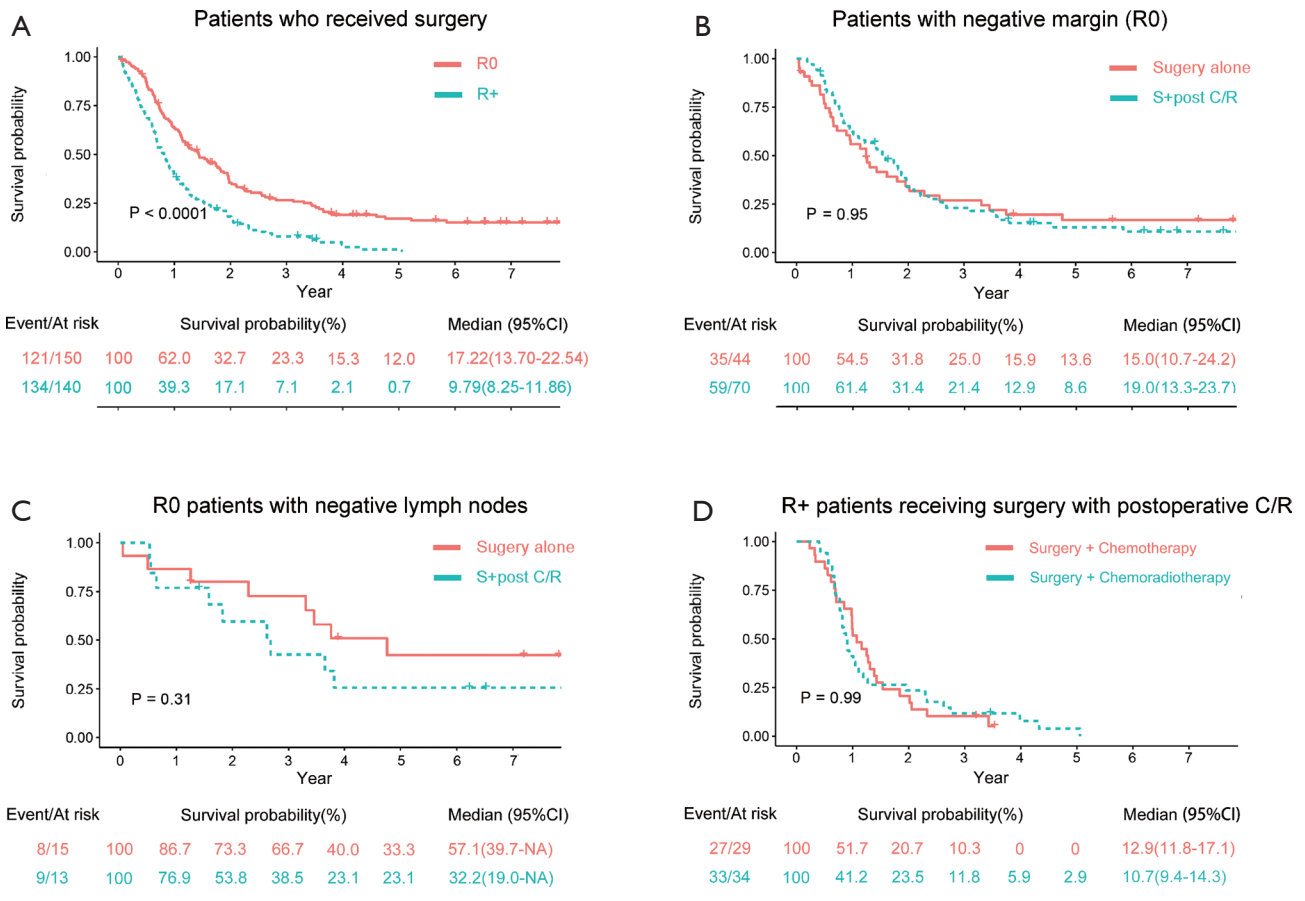 A
Patients who received surgery
R0
R+
Survival probability
1.00
0.75
0.50
0.25
0.00
P < 0.0001
0 1 2 3 4 5 6 7
Year
Event/At risk Survival probability(%) Median (95%CI)
121/150 100 62.0 32.7 23.3 15.3 12.0 17.22(13.70-22.54)
134/140 100 39.3 17.1 7.1 2.1 0.7 9.79(8.25-11.86)
B
Patients with negative margin (R0)
Sugery alone
S+post C/R
Survival probability
1.00
0.75
0.50
0.25
0.00
P = 0.95
0 1 2 3 4 5 6 7
Year
Event/At risk Survival probability(%) Median (95%CI)
35/44 100 54.5 31.8 25.0 15.9 13.6 15.0(10.7-24.2)
59/70 100 61.4 31.4 21.4 12.9 8.6 19.0(13.3-23.7)
C
R0 patients with negative lymph nodes
Sugery alone
S+post C/R
Survival probability
1.00
0.75
0.50
0.25
0.00
P = 0.31
0 1 2 3 4 5 6 7
Year
Event/At risk Survival probability(%) Median (95%CI)
8/15 100 86.7 73.3 66.7 40.0 33.3 57.1(39.7-NA)
9/13 100 76.9 53.8 38.5 23.1 23.1 32.2(19.0-NA)
D
R+ patients receiving surgery with postoperative C/R
Surgery + Chemotherapy
Surgery + Chemoradiotherapy
Survival probability
1.00
0.75
0.50
0.25
0.00
P = 0.99
0 1 2 3 4 5 6 7
Year
Event/At risk Survival probability(%) Median (95%CI)
27/29 100 51.7 20.7 10.3 0 0 12.9(11.8-17.1)
33/34 100 41.2 23.5 11.8 5.9 2.9 10.7(9.4-14.3)